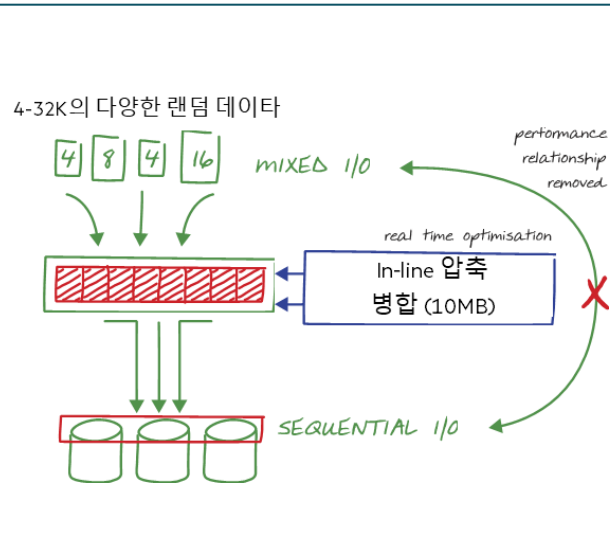 4-32K의 다양한 랜덤 데이타
performance
relationship
removed
4 8 4 16
MIXED I/O
real time optimisation
In-line 압축
병합 (10MB)
SEQUENTIAL I/O